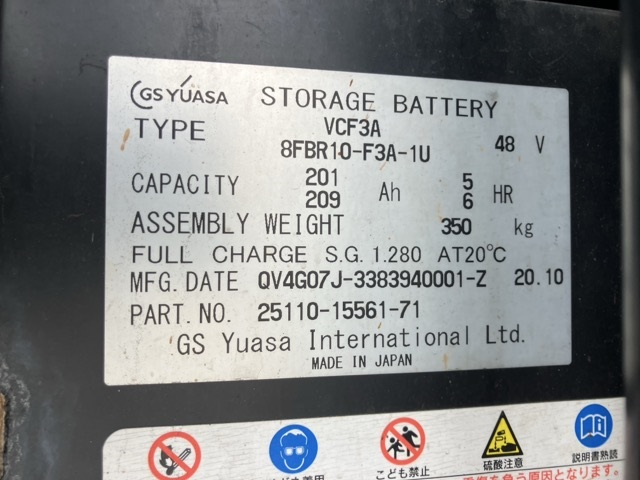 GS YUASA STORAGE BATTERY
TYPE VCF3A
8FBR10-F3A-1U 48 V
CAPACITY 201 Ah 5 HR
209 6
ASSEMBLY WEIGHT 350 kg
FULL CHARGE S.G. 1.280 AT20℃
MFG. DATE QV4G07J-3383940001-Z 20.10
PART. NO. 25110-15561-71
GS Yuasa International Ltd.
MADE IN JAPAN
こども禁止
硫酸注意
説明書熟読